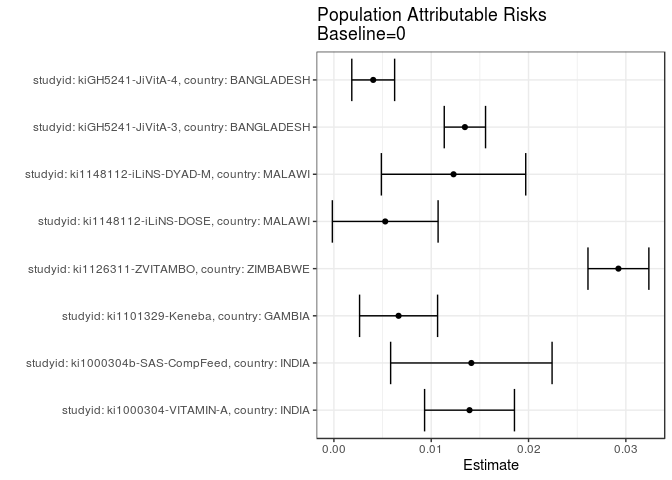 Population Attributable Risks
Baseline=0
studyid: kiGH5241-JiVitA-4, country: BANGLADESH
studyid: kiGH5241-JiVitA-3, country: BANGLADESH
studyid: ki1148112-iLiNS-DYAD-M, country: MALAWI
studyid: ki1148112-iLiNS-DOSE, country: MALAWI
studyid: ki1126311-ZVITAMBO, country: ZIMBABWE
studyid: ki1101329-Keneba, country: GAMBIA
studyid: ki1000304b-SAS-CompFeed, country: INDIA
studyid: ki1000304-VITAMIN-A, country: INDIA
0.00 0.01 0.02 0.03
Estimate